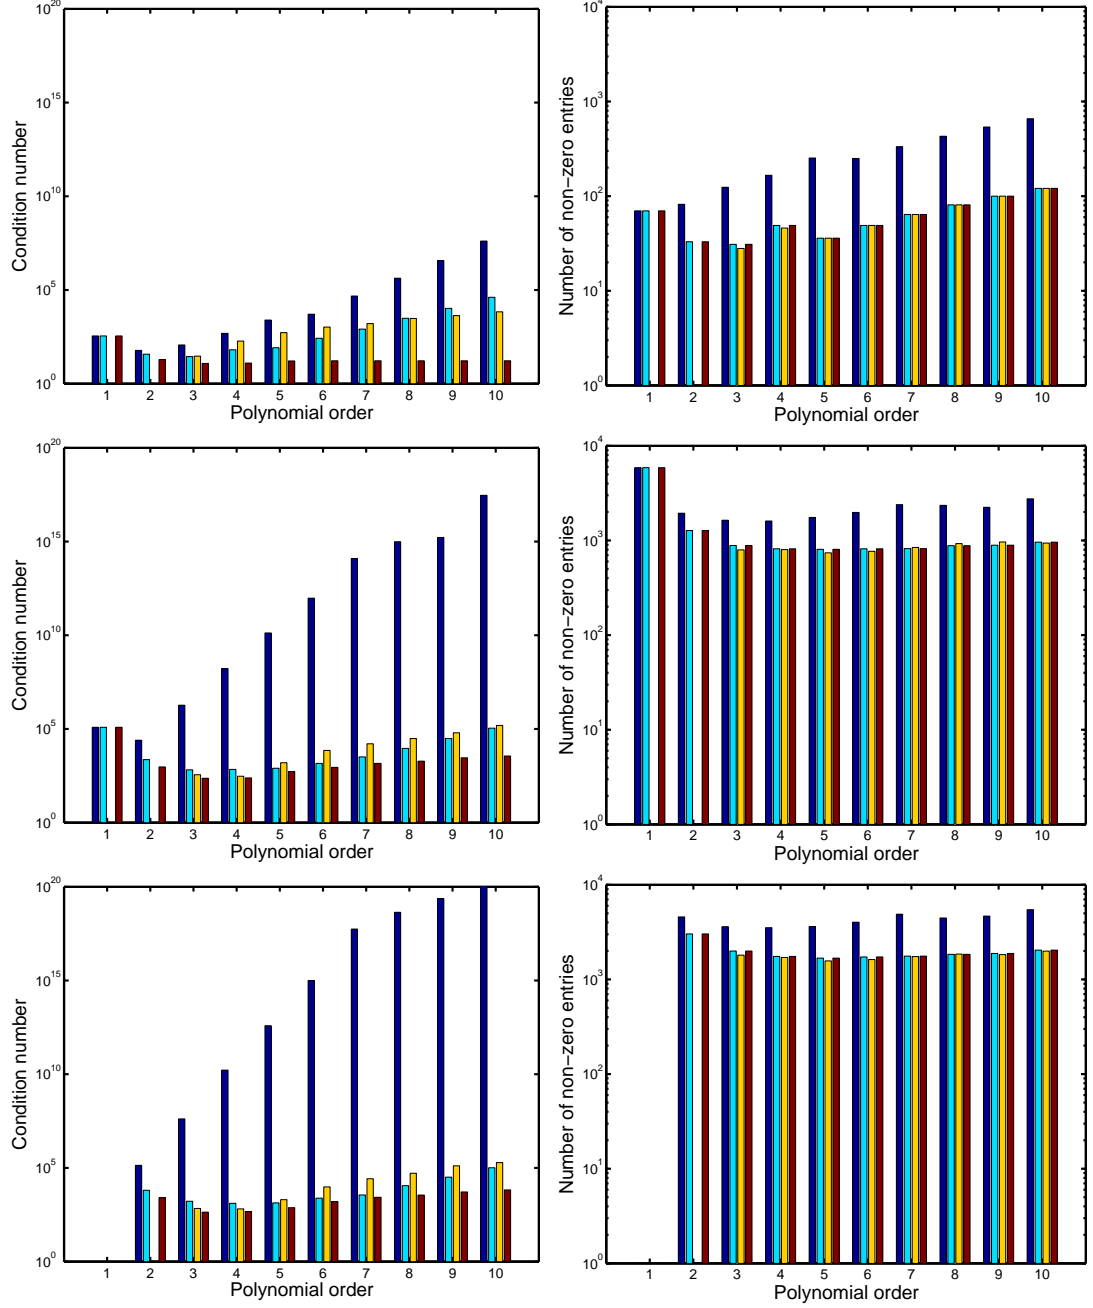 10^20
10^15
10^10
10^5
10^0
Condition number
1 2 3 4 5 6 7 8 9 10
Polynomial order
10^4
10^3
10^2
10^1
10^0
Number of non−zero entries
1 2 3 4 5 6 7 8 9 10
Polynomial order
10^20
10^15
10^10
10^5
10^0
Condition number
1 2 3 4 5 6 7 8 9 10
Polynomial order
10^4
10^3
10^2
10^1
10^0
Number of non−zero entries
1 2 3 4 5 6 7 8 9 10
Polynomial order
10^20
10^15
10^10
10^5
10^0
Condition number
1 2 3 4 5 6 7 8 9 10
Polynomial order
10^4
10^3
10^2
10^1
10^0
Number of non−zero entries
1 2 3 4 5 6 7 8 9 10
Polynomial order